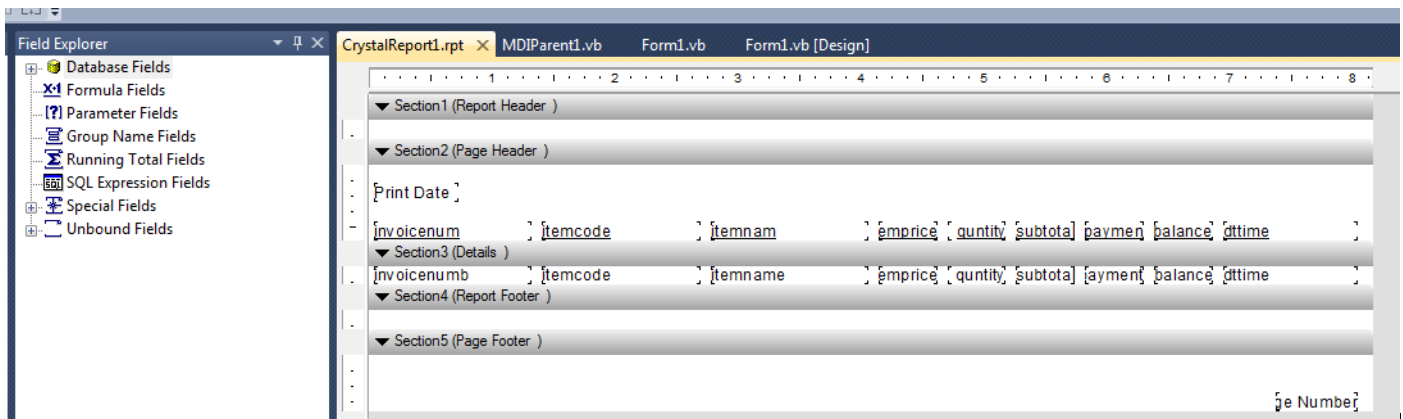 Field Explorer
CrystalReport1.rpt MDIParent1.vb Form1.vb Form1.vb [Design]
Database Fields
Formula Fields
Parameter Fields
Group Name Fields
Running Total Fields
SQL Expression Fields
Special Fields
Unbound Fields
1 2 3 4 5 6 7 8
Section1 (Report Header )
Section2 (Page Header )
Print Date
invoicenum itemcode itemnam emprice quntity subtotal paymen balance dttime
Section3 (Details )
invoicenumb itemcode itemname emprice quntity subtotal ayment balance dttime
Section4 (Report Footer )
Section5 (Page Footer )
ge Number